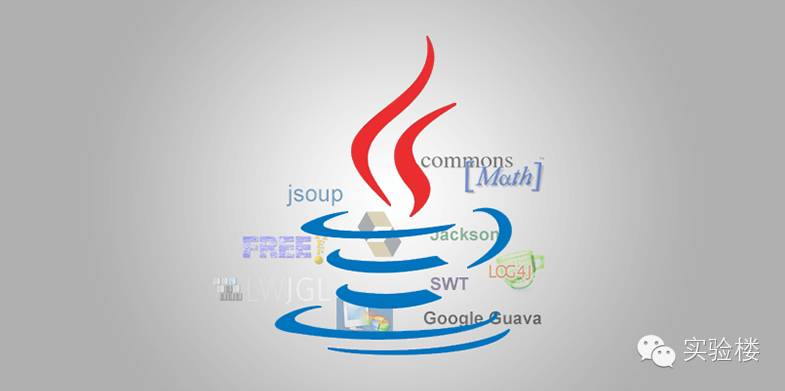 commons
[Math]
jsoup
Jackson
FREE!
LOG4J
SWT
LWJGL
Google Guava
实验楼